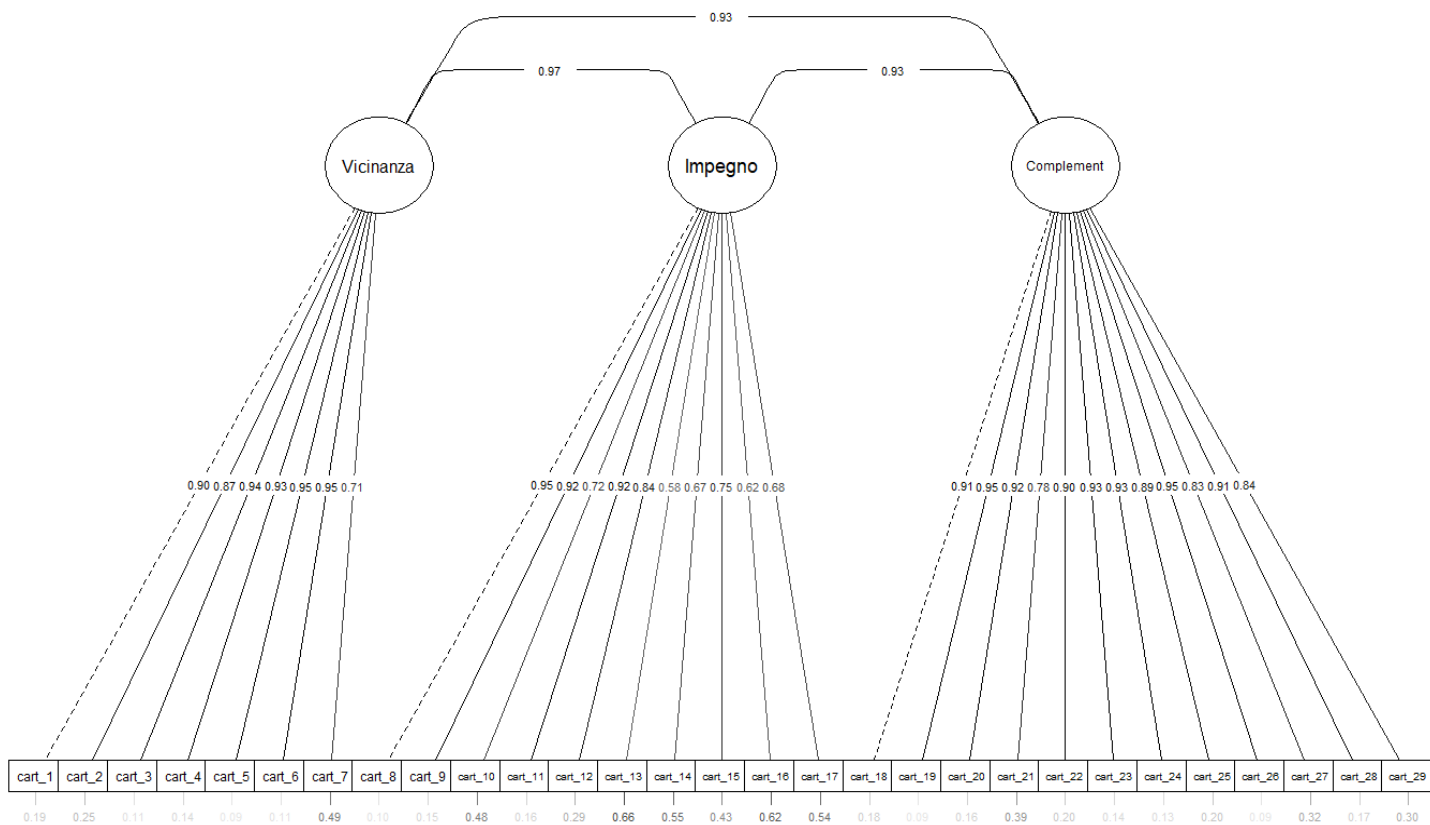 0.93
0.97 0.93
Vicinanza Impegno Complement
0.90 0.87 0.94 0.93 0.95 0.95 0.71 0.95 0.92 0.72 0.92 0.84 0.58 0.67 0.75 0.62 0.68 0.91 0.95 0.92 0.78 0.90 0.93 0.93 0.89 0.95 0.83 0.91 0.84
cart_1 cart_2 cart_3 cart_4 cart_5 cart_6 cart_7 cart_8 cart_9 cart_10 cart_11 cart_12 cart_13 cart_14 cart_15 cart_16 cart_17 cart_18 cart_19 cart_20 cart_21 cart_22 cart_23 cart_24 cart_25 cart_26 cart_27 cart_28 cart_29
0.19 0.25 0.11 0.14 0.09 0.11 0.49 0.10 0.15 0.48 0.16 0.29 0.66 0.55 0.43 0.62 0.54 0.18 0.09 0.16 0.39 0.20 0.14 0.13 0.20 0.09 0.32 0.17 0.30